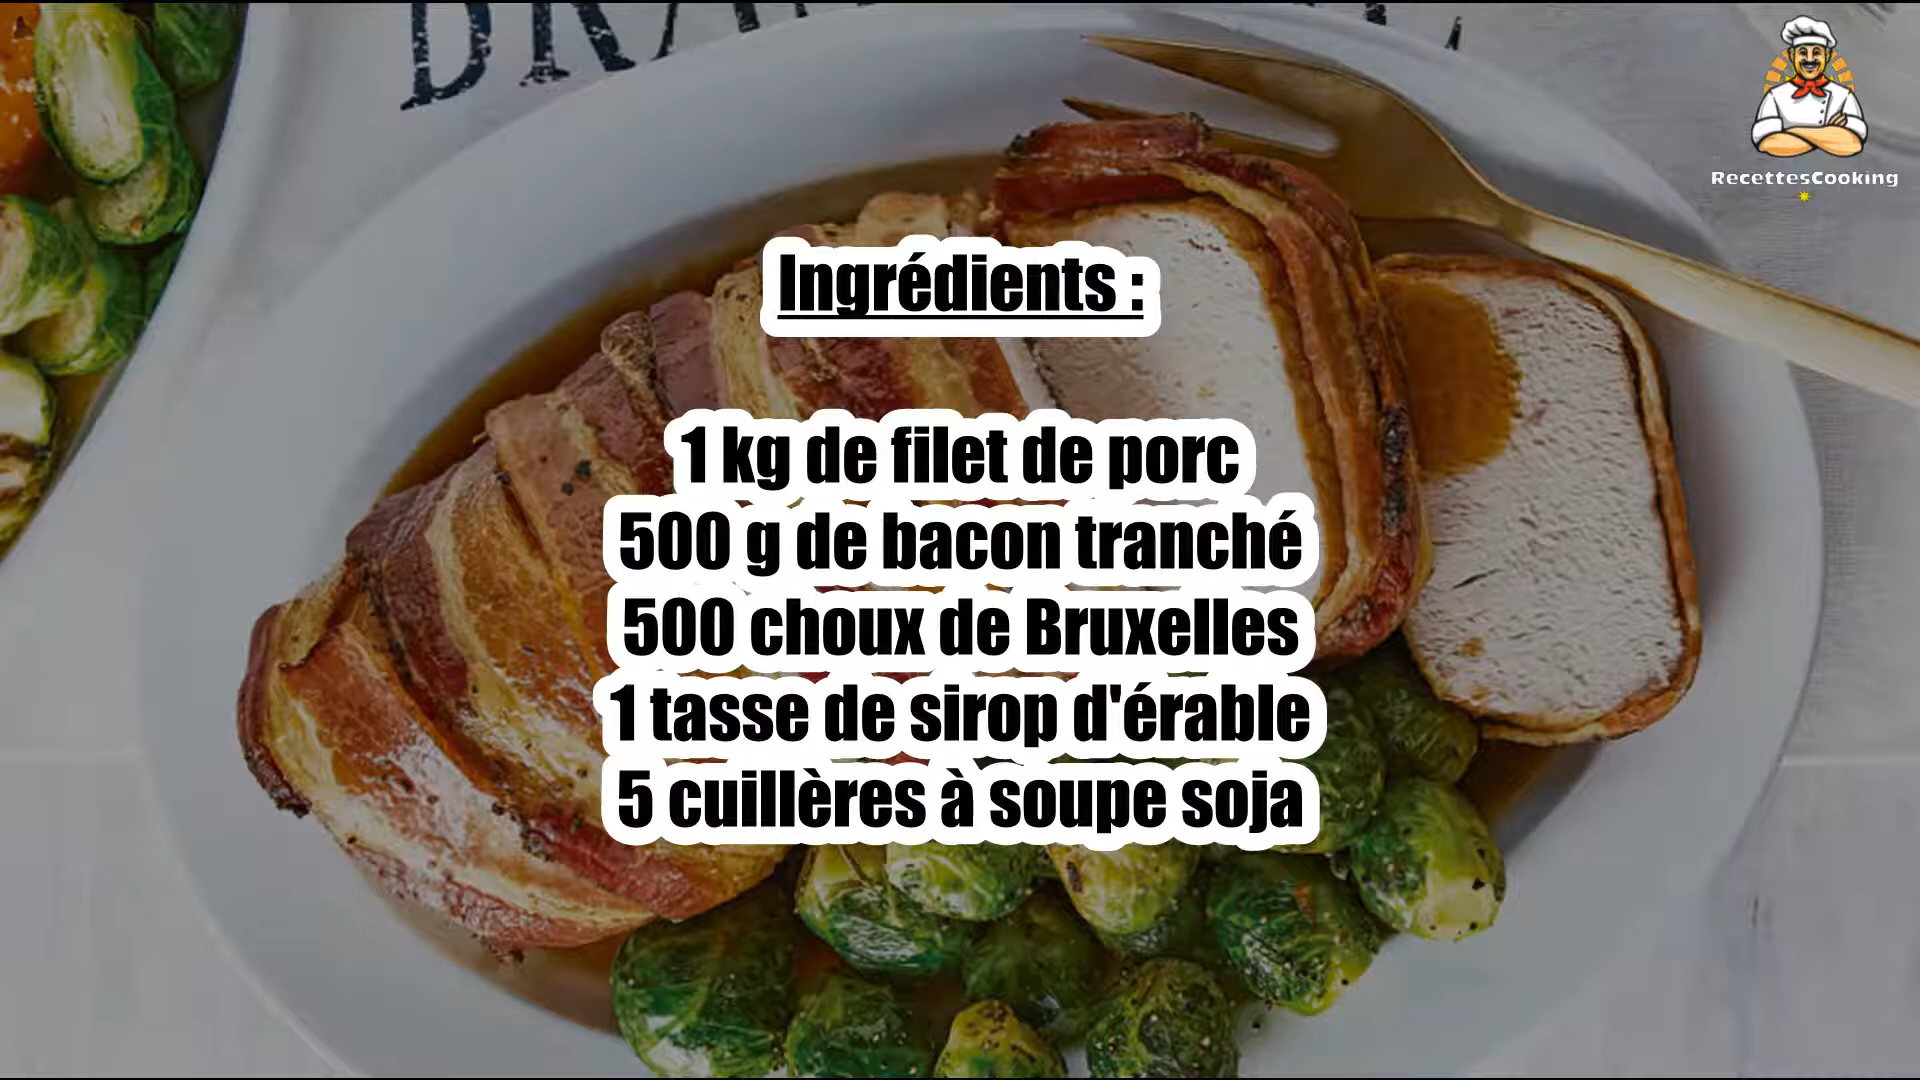 RecettesCooking
Ingrédients :
1 kg de filet de porc
500 g de bacon tranché
500 choux de Bruxelles
1 tasse de sirop d'érable
5 cuillères à soupe soja